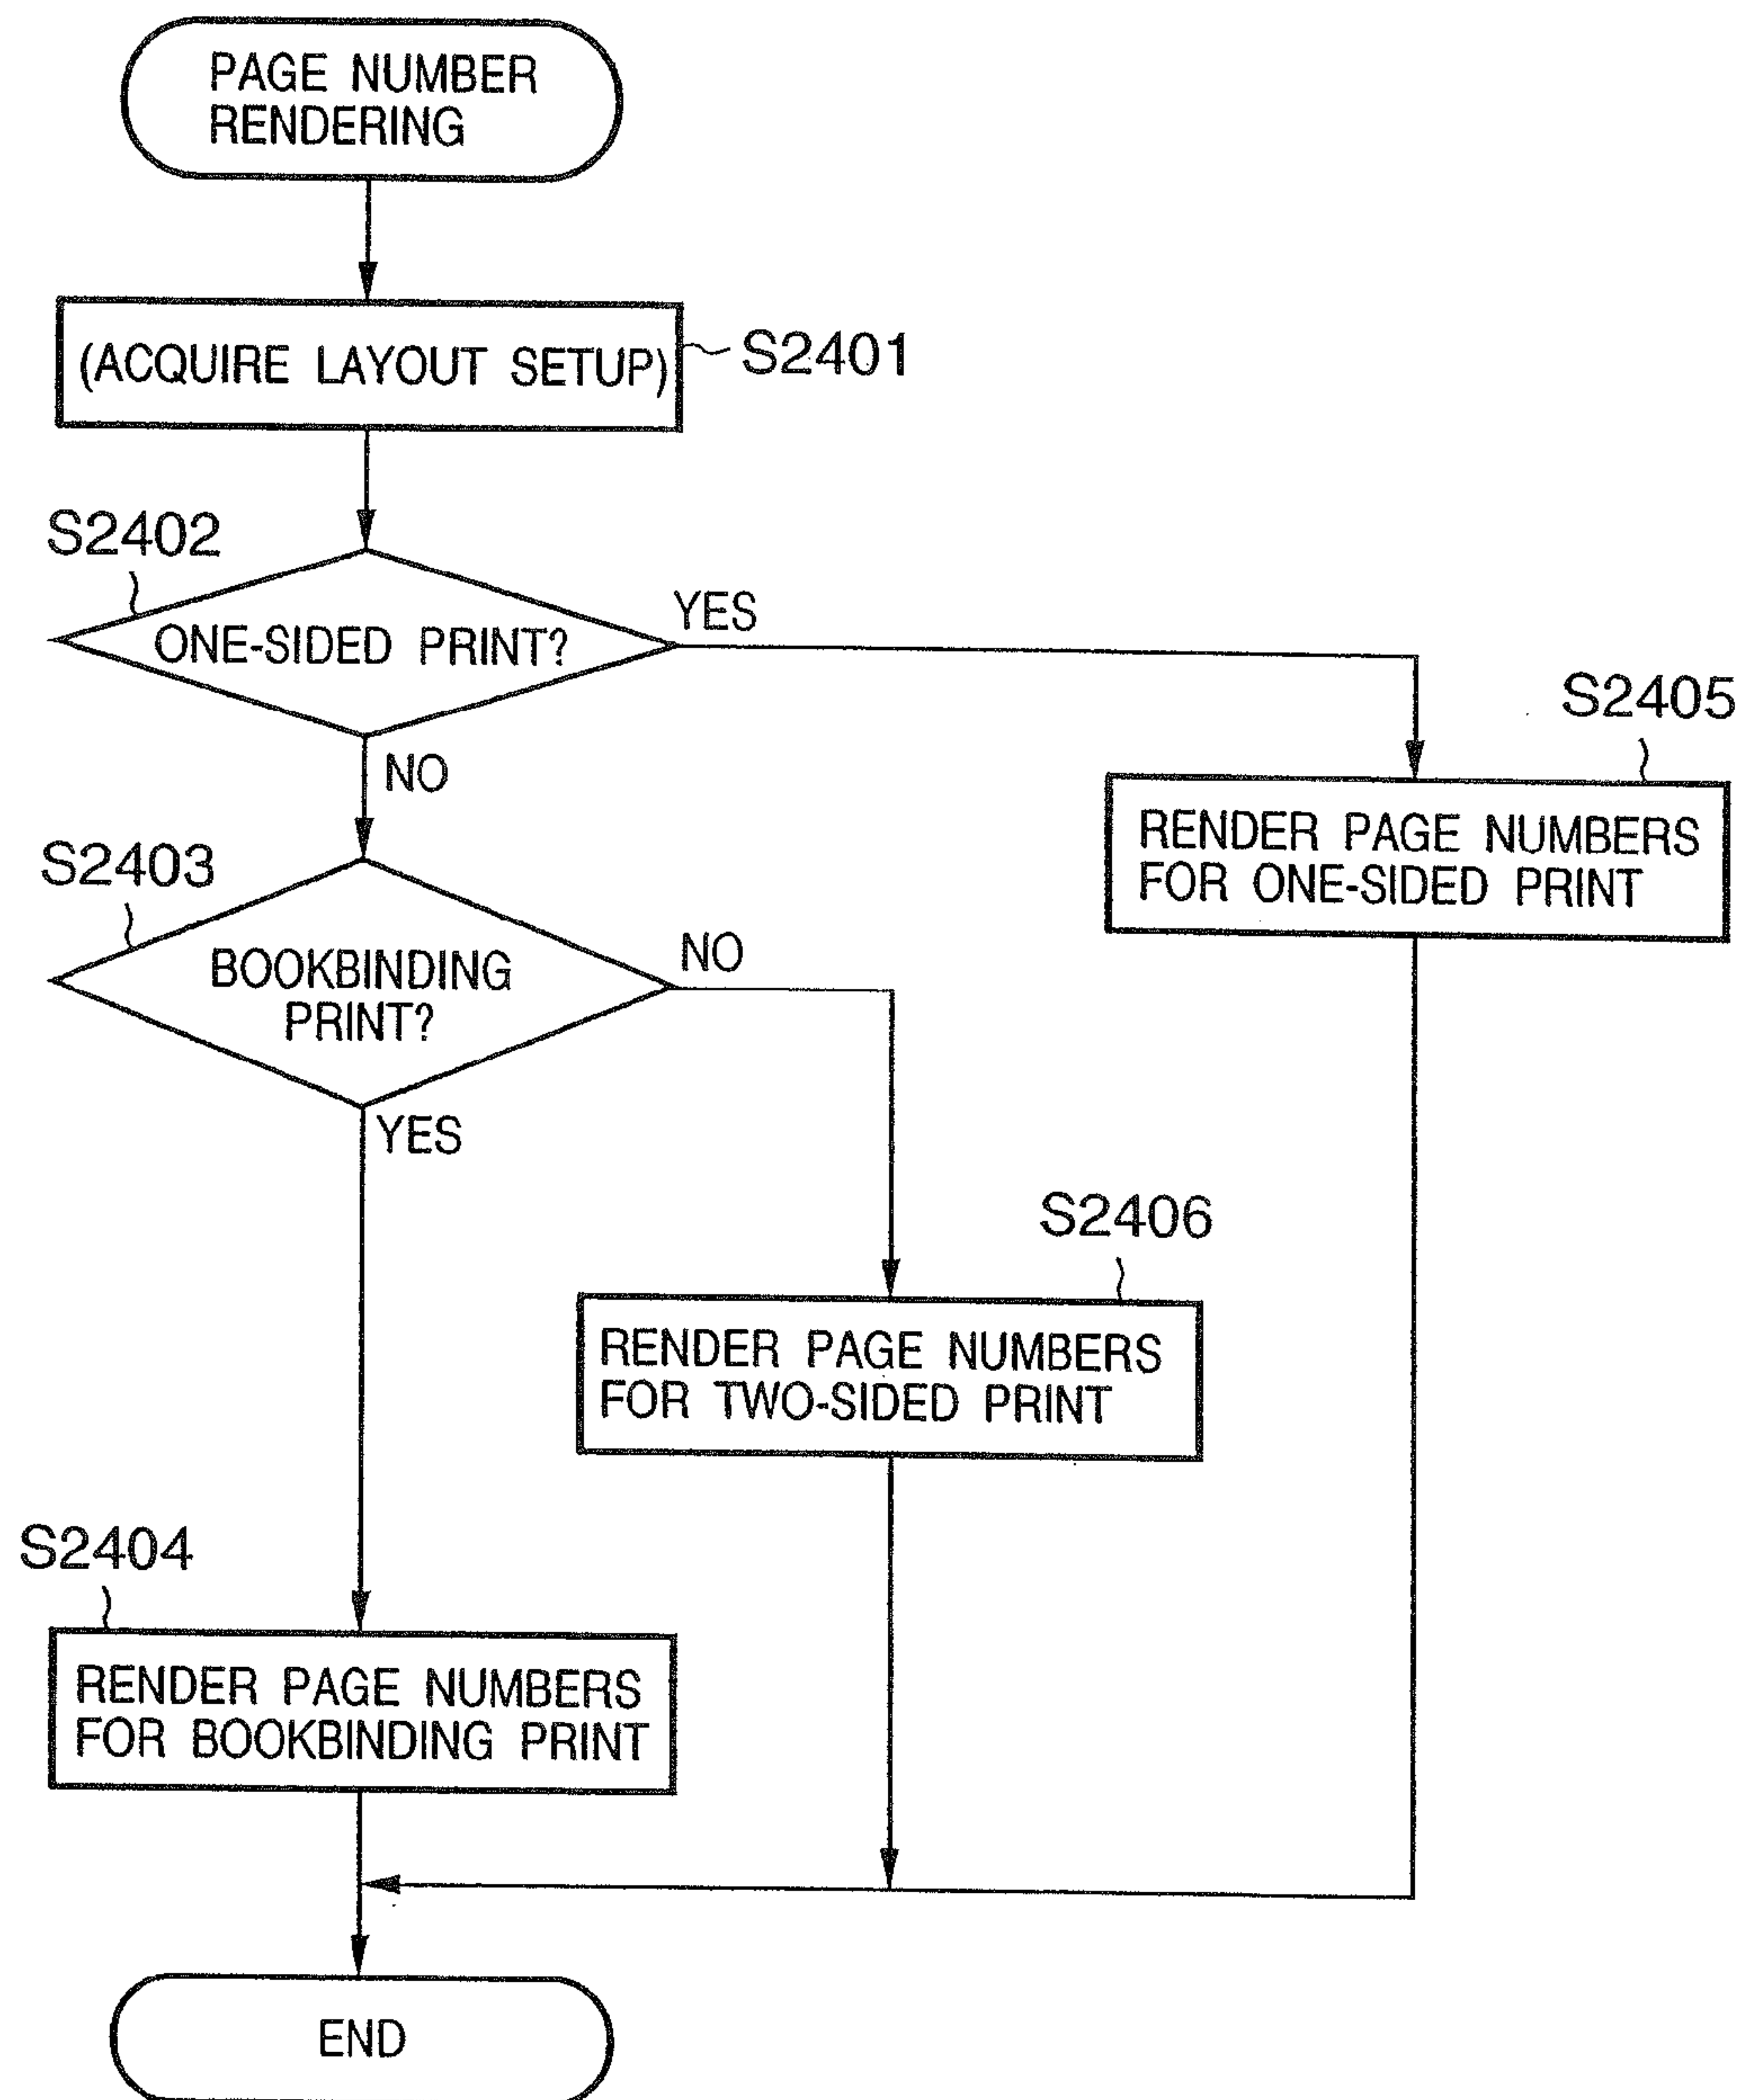 PAGE NUMBER
RENDERING
(ACQUIRE LAYOUT SETUP)
S2401
S2402
ONE-SIDED PRINT?
YES
NO
S2405
RENDER PAGE NUMBERS
FOR ONE-SIDED PRINT
S2403
BOOKBINDING
PRINT?
NO
YES
S2406
RENDER PAGE NUMBERS
FOR TWO-SIDED PRINT
S2404
RENDER PAGE NUMBERS
FOR BOOKBINDING PRINT
END